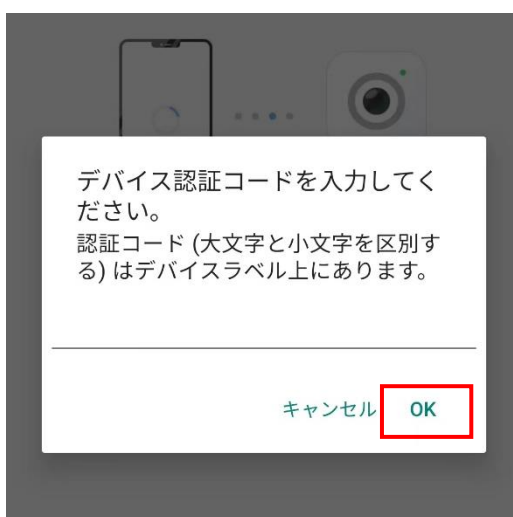 デバイス認証コードを入力してく
ださい。
認証コード (大文字と小文字を区別す
る) はデバイスラベル上にあります。
キャンセル OK